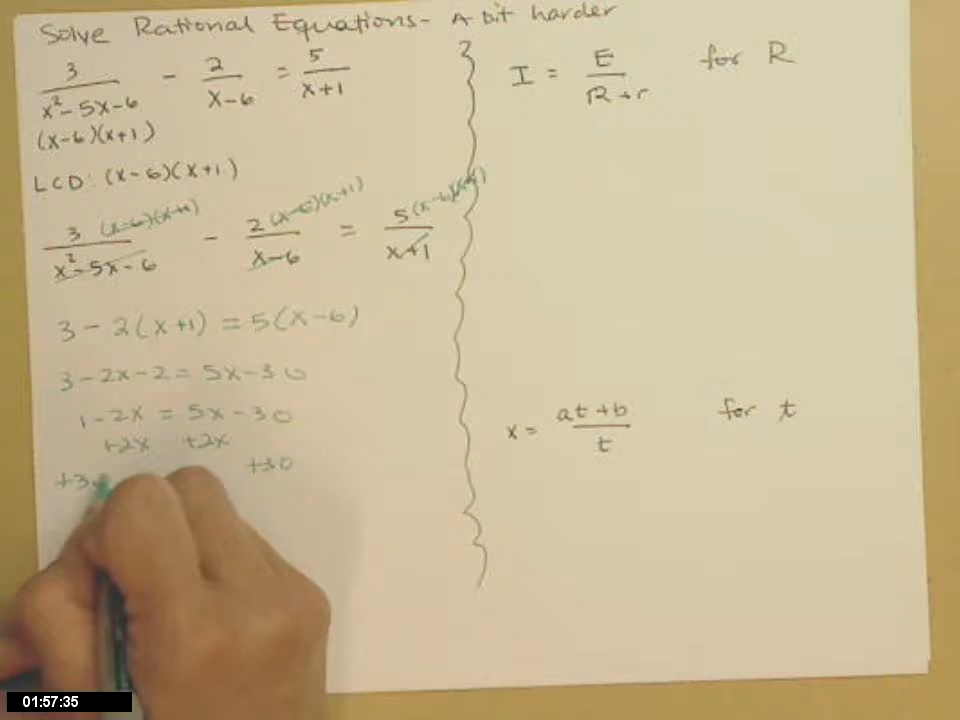 Solve Rational Equations - A bit harder
3/(x²-5x-6) - 2/(x-6) = 5/(x+1)
(x-6)(x+1)
LCD: (x-6)(x+1)
3(x-6)(x+1)/(x²-5x-6) - 2(x-6)(x+1)/(x-6) = 5(x-6)(x+1)/(x+1)
3 - 2(x+1) = 5(x-6)
3 - 2x - 2 = 5x - 30
1 - 2x = 5x - 30
+2x +2x
+30
+3
I = E/(R+r) for R
x = (at+b)/t for t
01:57:35